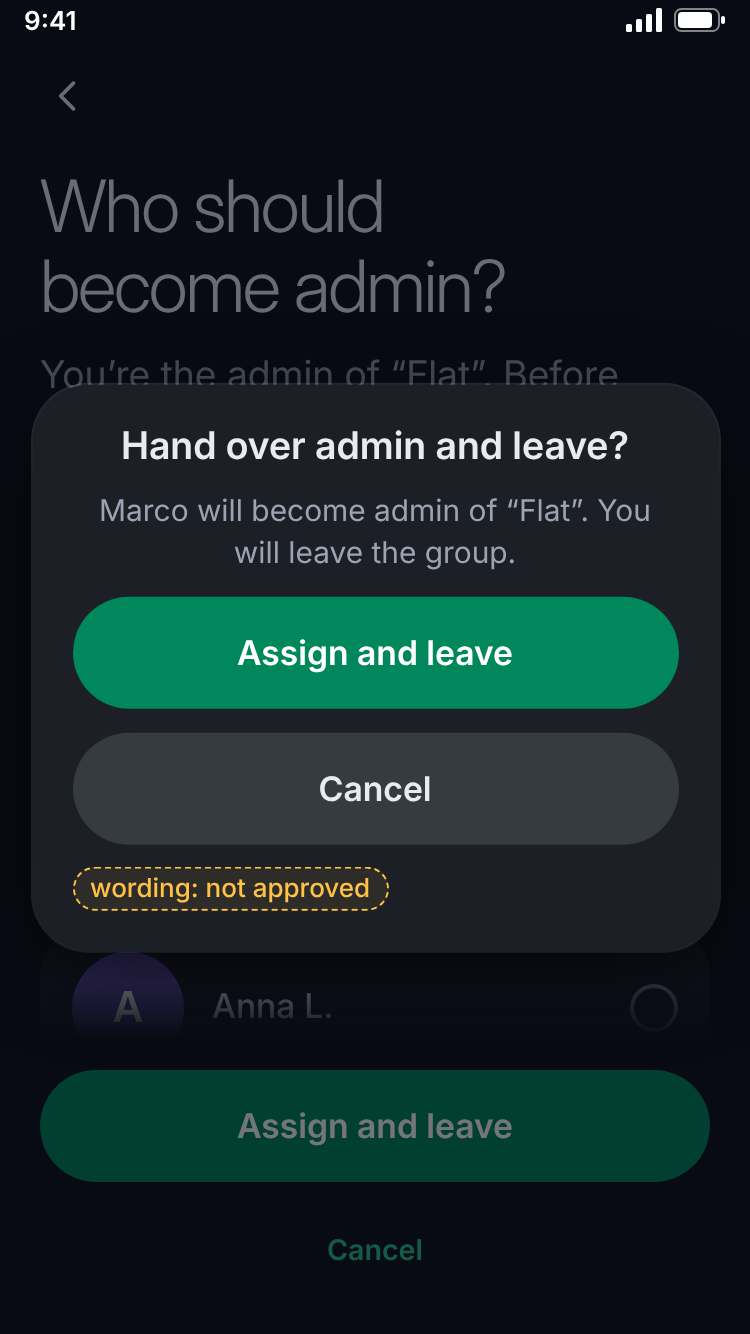 9:41
Who should
become admin?
You’re the admin of “Flat”. Before
Hand over admin and leave?
Marco will become admin of “Flat”. You
will leave the group.
Assign and leave
Cancel
wording: not approved
A
Anna L.
Assign and leave
Cancel